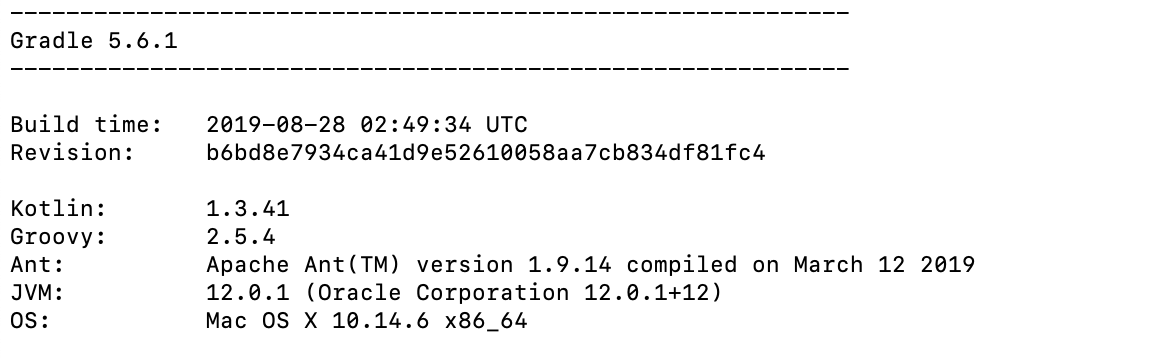 ------------------------------------------------------------
Gradle 5.6.1
------------------------------------------------------------
Build time:   2019-08-28 02:49:34 UTC
Revision:     b6bd8e7934ca41d9e52610058aa7cb834df81fc4
Kotlin:       1.3.41
Groovy:       2.5.4
Ant:          Apache Ant(TM) version 1.9.14 compiled on March 12 2019
JVM:          12.0.1 (Oracle Corporation 12.0.1+12)
OS:           Mac OS X 10.14.6 x86_64